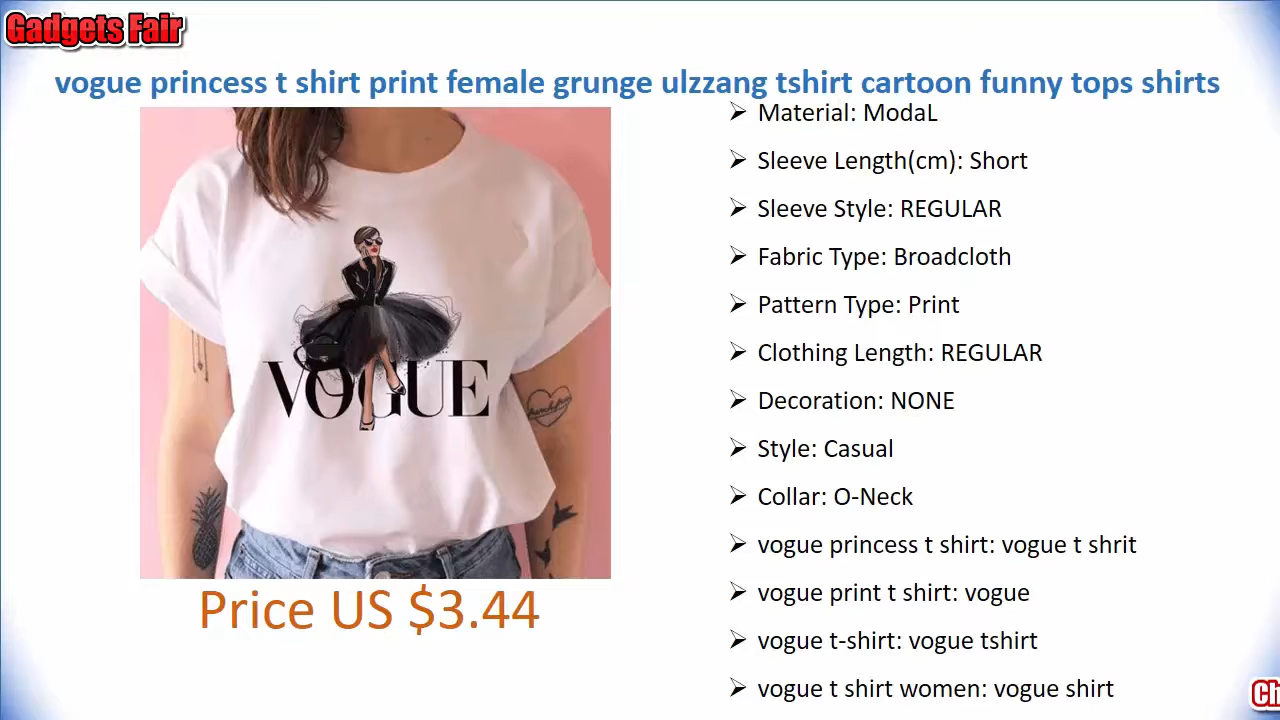 Gadgets Fair
vogue princess t shirt print female grunge ulzzang tshirt cartoon funny tops shirts
VOGUE
Price US $3.44
Material: ModaL
Sleeve Length(cm): Short
Sleeve Style: REGULAR
Fabric Type: Broadcloth
Pattern Type: Print
Clothing Length: REGULAR
Decoration: NONE
Style: Casual
Collar: O-Neck
vogue princess t shirt: vogue t shrit
vogue print t shirt: vogue
vogue t-shirt: vogue tshirt
vogue t shirt women: vogue shirt